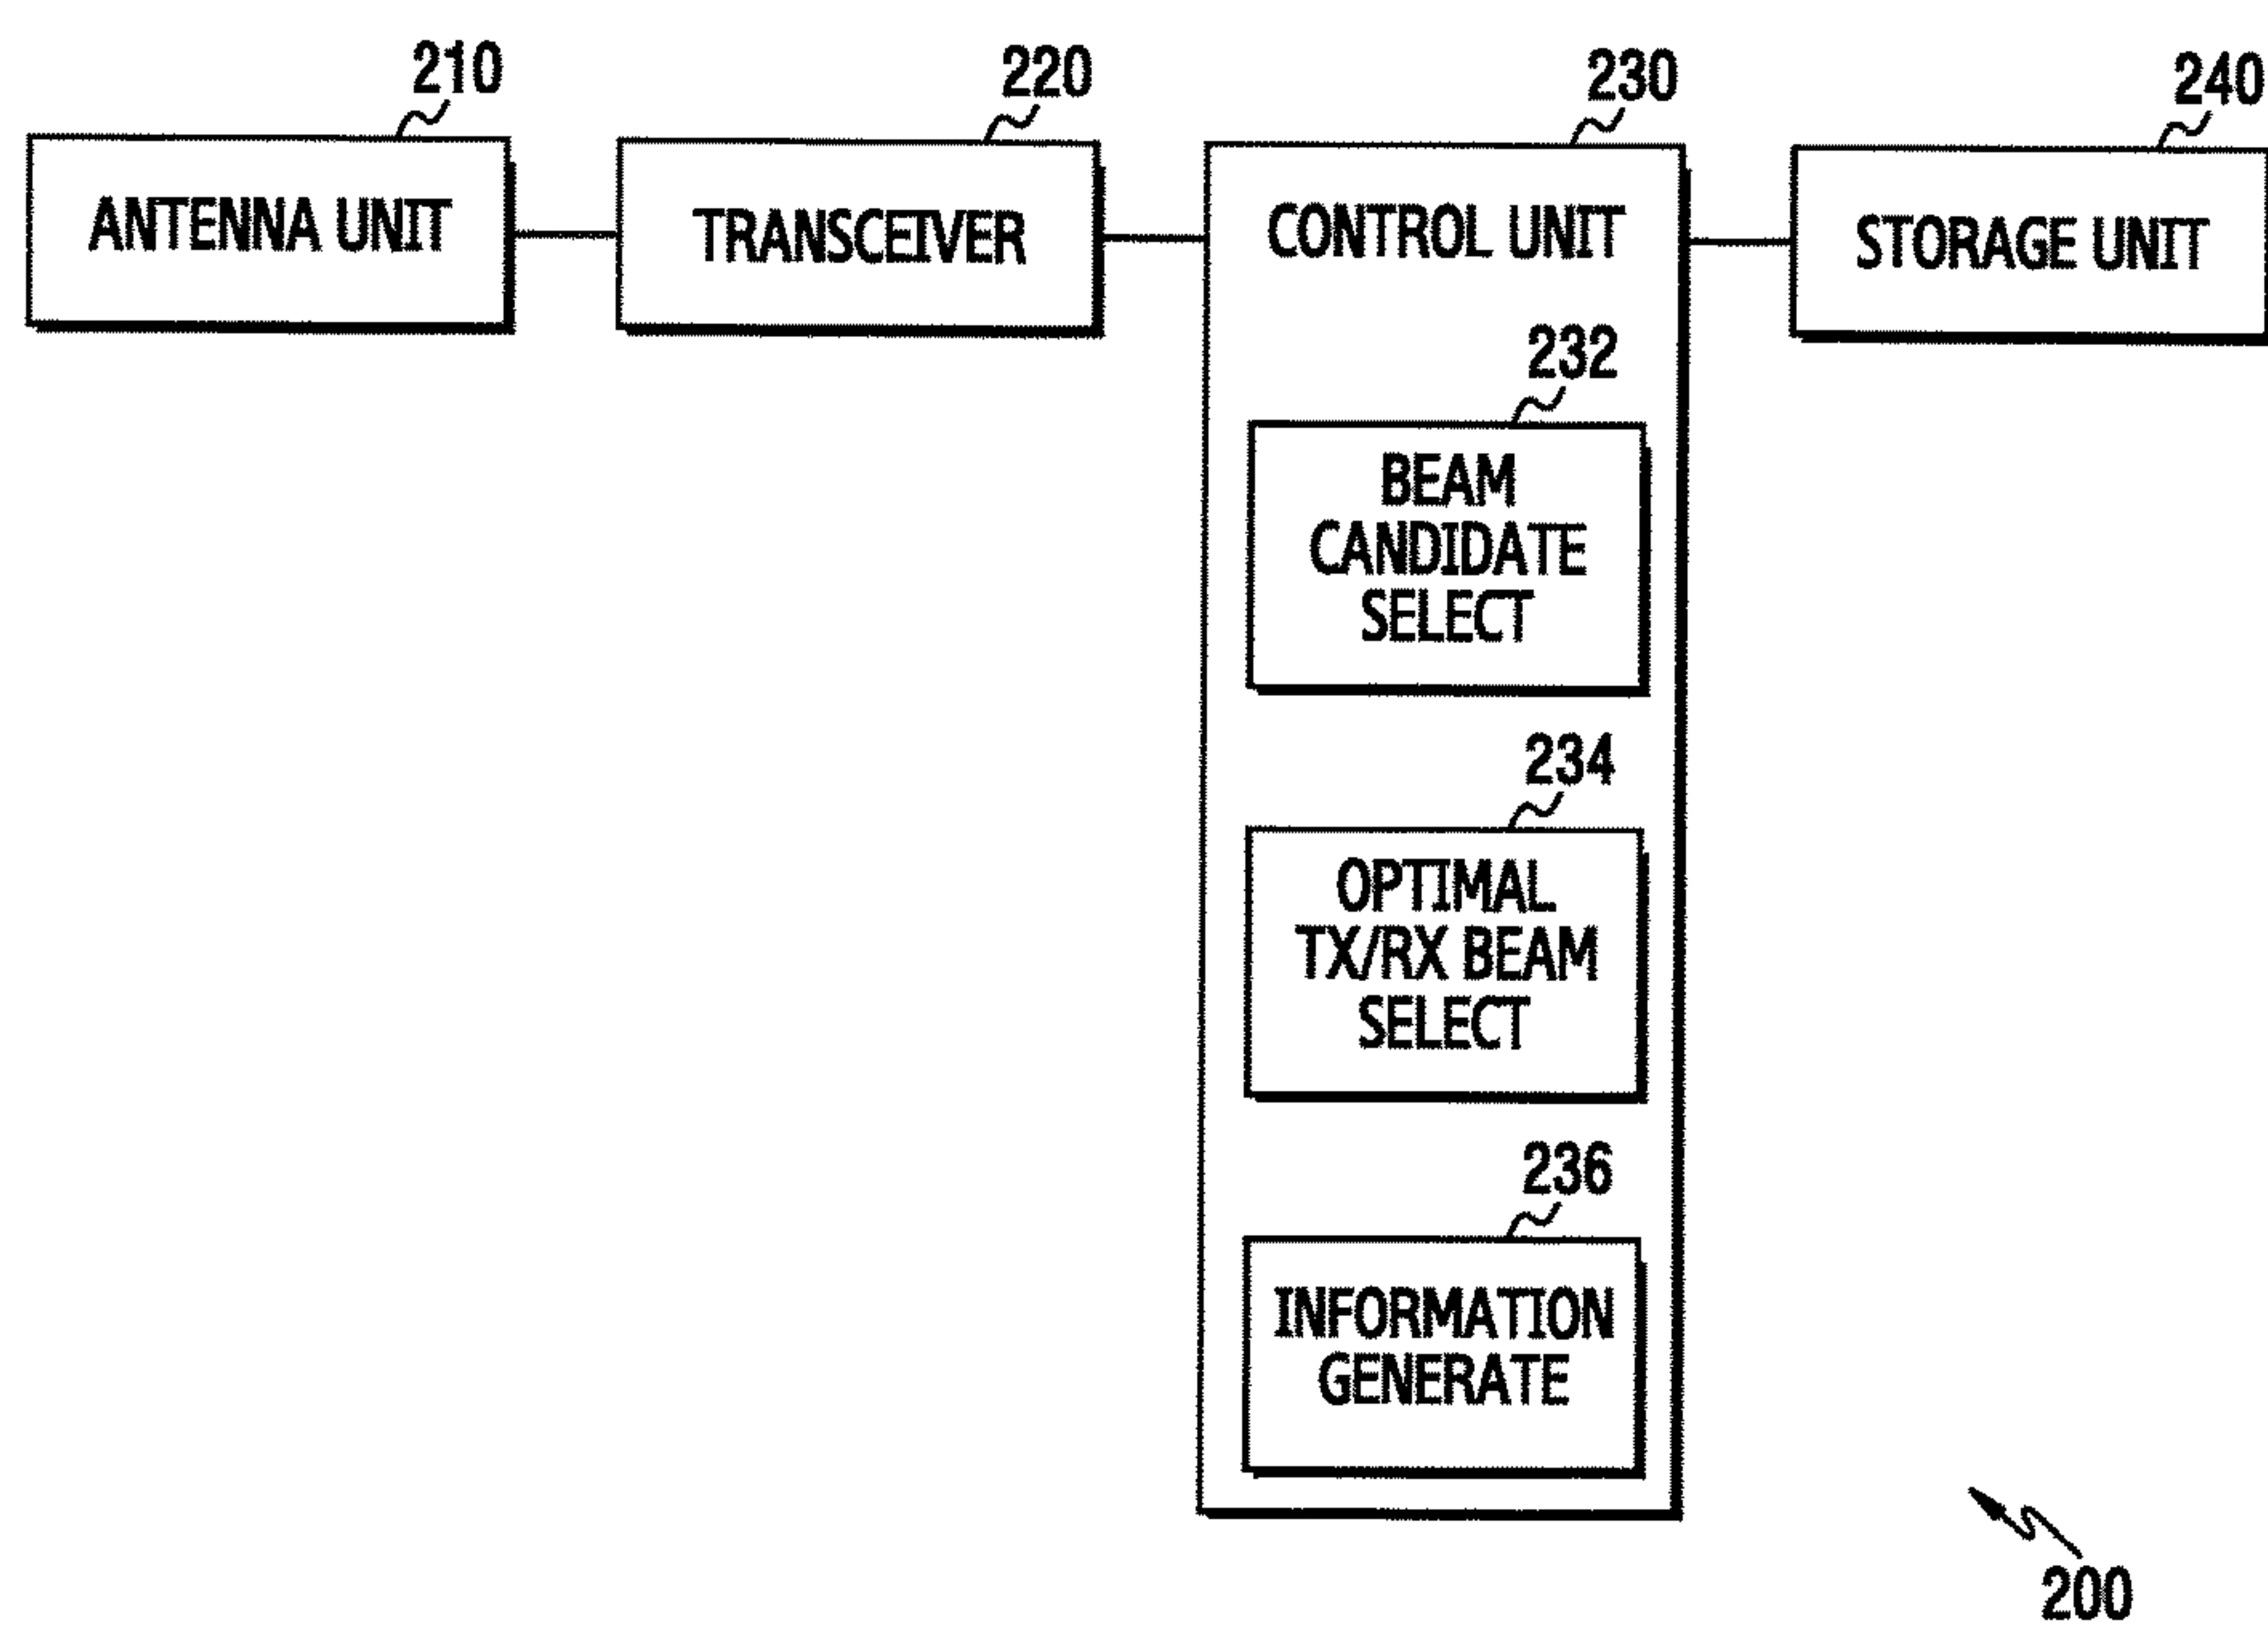 210
220
230
240
ANTENNA UNIT
TRANSCEIVER
CONTROL UNIT
STORAGE UNIT
232
BEAM
CANDIDATE
SELECT
234
OPTIMAL
TX/RX BEAM
SELECT
236
INFORMATION
GENERATE
200